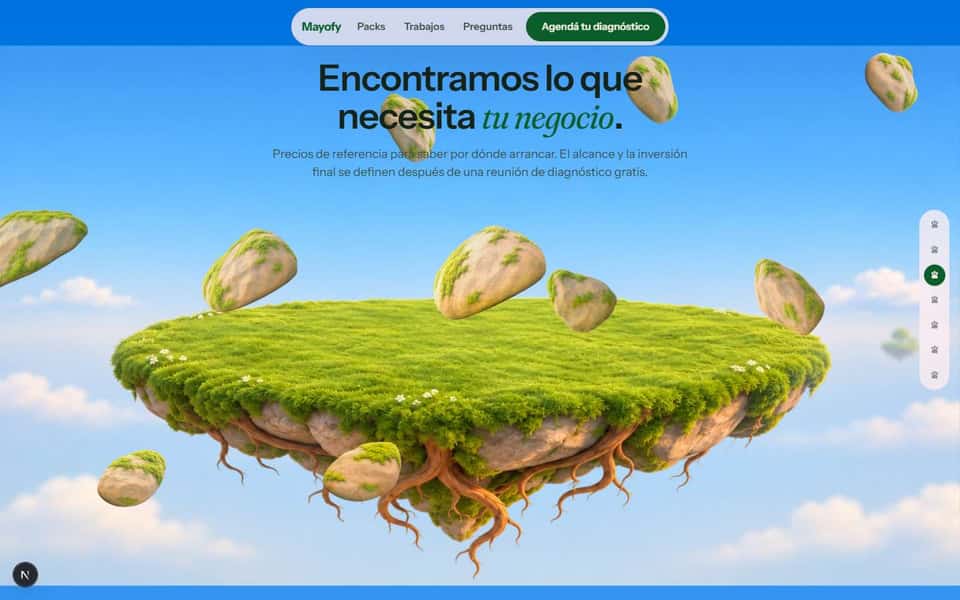 Mayofy Packs Trabajos Preguntas Agendá tu diagnóstico
Encontramos lo que
necesita tu negocio.
Precios de referencia para saber por dónde arrancar. El alcance y la inversión
final se definen después de una reunión de diagnóstico gratis.
N